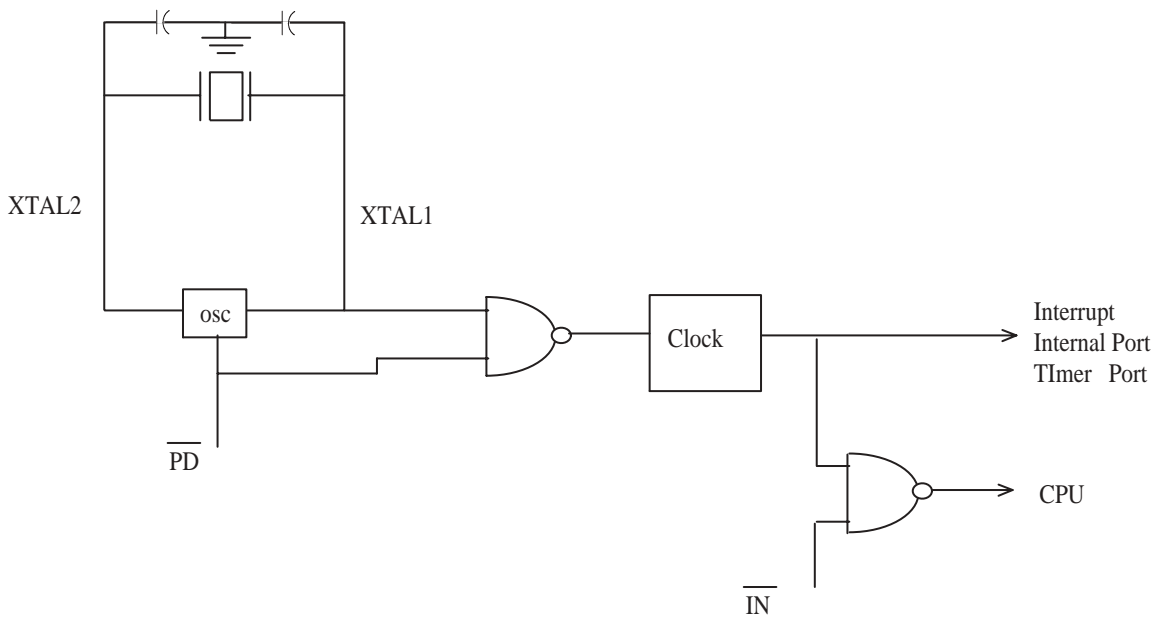 XTAL2
XTAL1
osc
Clock
Interrupt
Internal Port
TImer Port
PD
CPU
IN